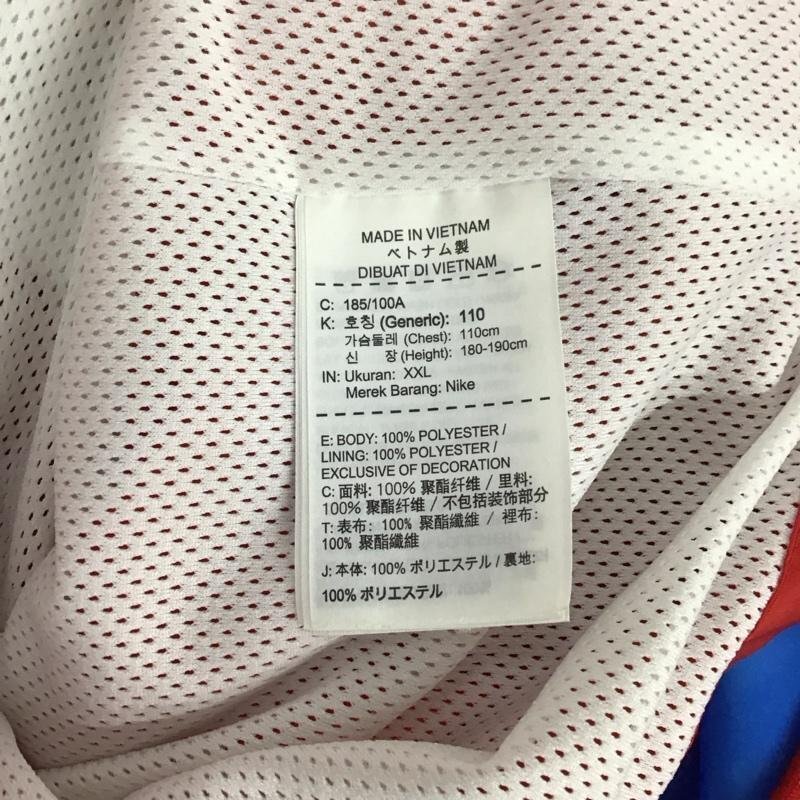 MADE IN VIETNAM
ベトナム製
DIBUAT DI VIETNAM
C: 185/100A
K: 호칭 (Generic): 110
가슴둘레 (Chest): 110cm
신 장 (Height): 180-190cm
IN: Ukuran: XXL
Merek Barang: Nike
E: BODY: 100% POLYESTER /
LINING: 100% POLYESTER /
EXCLUSIVE OF DECORATION
C: 面料: 100% 聚酯纤维 / 里料:
100% 聚酯纤维 / 不包括装饰部分
T: 表布: 100% 聚酯纖維 / 裡布:
100% 聚酯纖維
J: 本体: 100% ポリエステル / 裏地:
100% ポリエステル